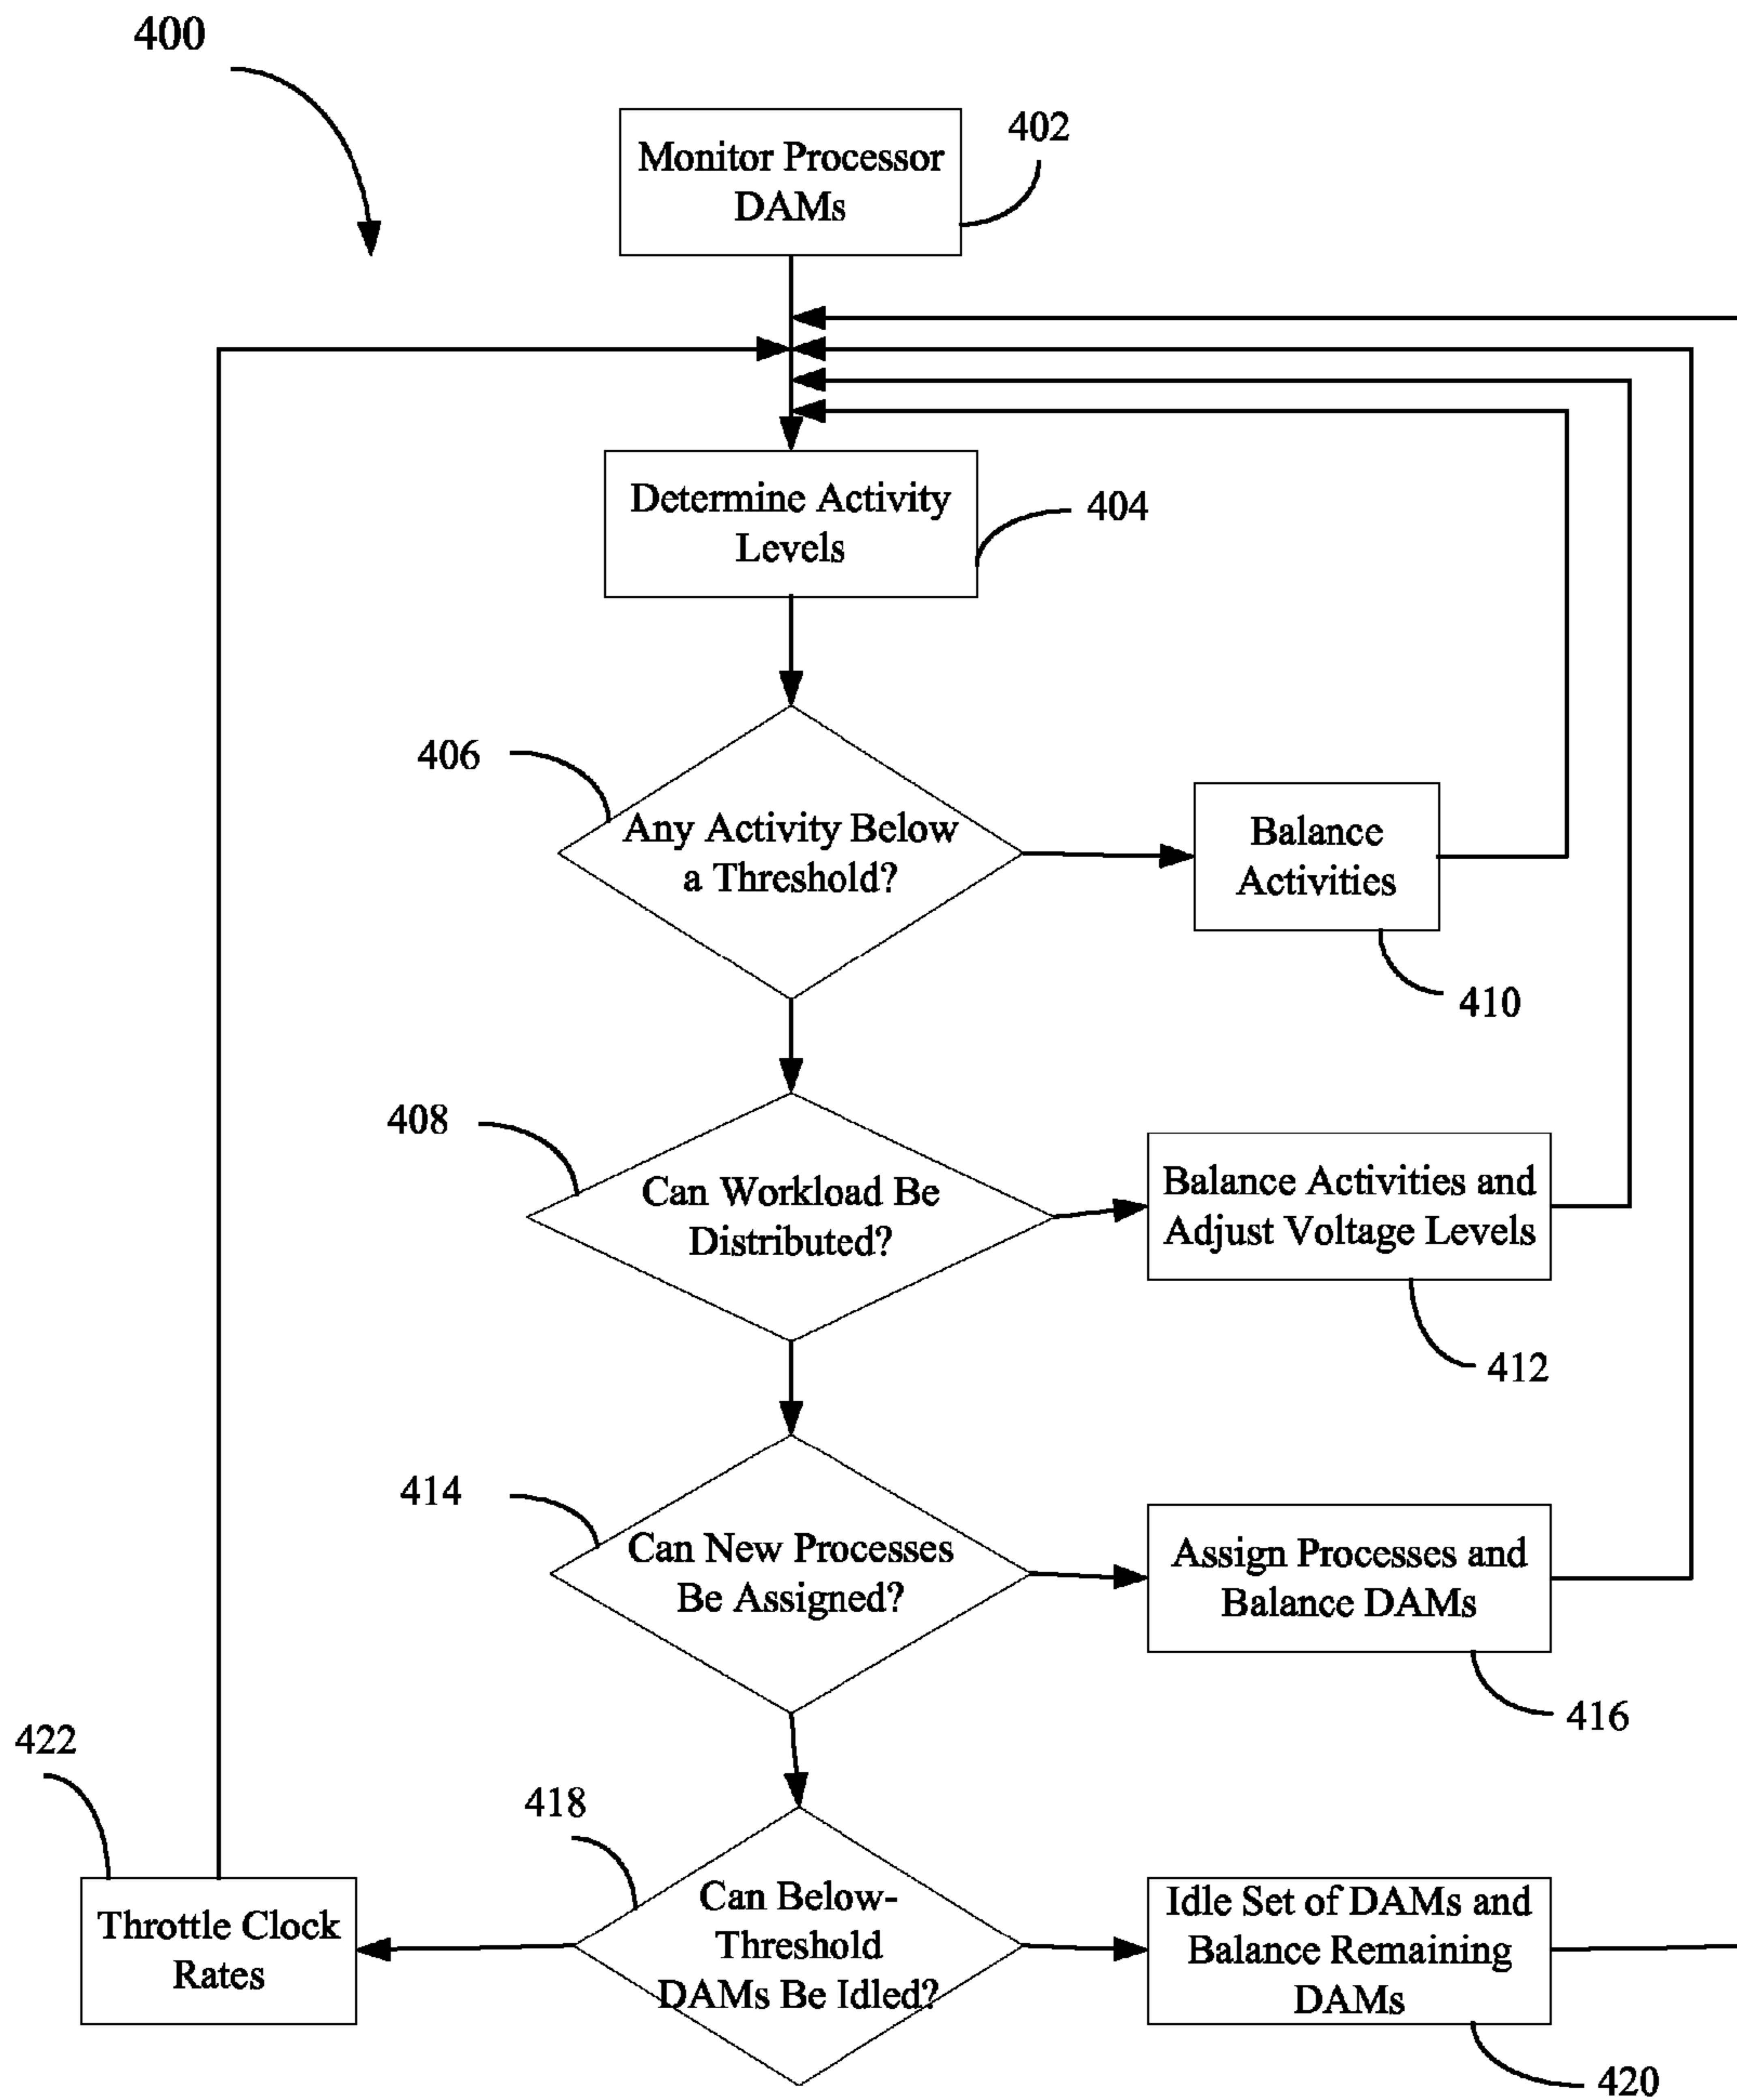 400
Monitor Processor
DAMs
402
Determine Activity
Levels
404
406
Any Activity Below
a Threshold?
Balance
Activities
410
408
Can Workload Be
Distributed?
Balance Activities and
Adjust Voltage Levels
412
414
Can New Processes
Be Assigned?
Assign Processes and
Balance DAMs
416
422
Throttle Clock
Rates
418
Can Below-
Threshold
DAMs Be Idled?
Idle Set of DAMs and
Balance Remaining
DAMs
420